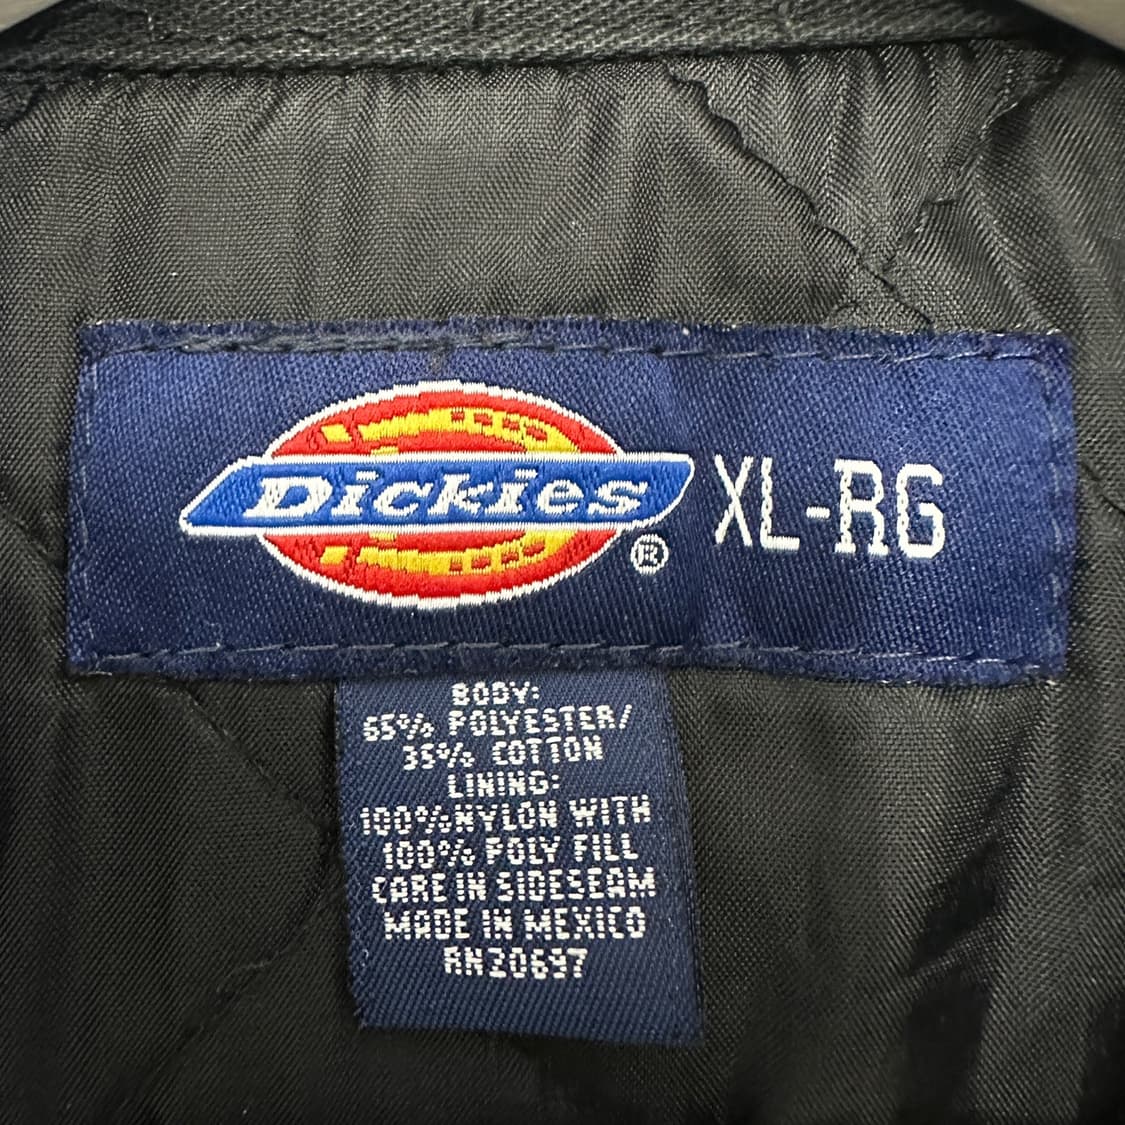 Dickies ® XL-RG
BODY:
65% POLYESTER/
35% COTTON
LINING:
100% NYLON WITH
100% POLY FILL
CARE IN SIDESEAM
MADE IN MEXICO
RN20697